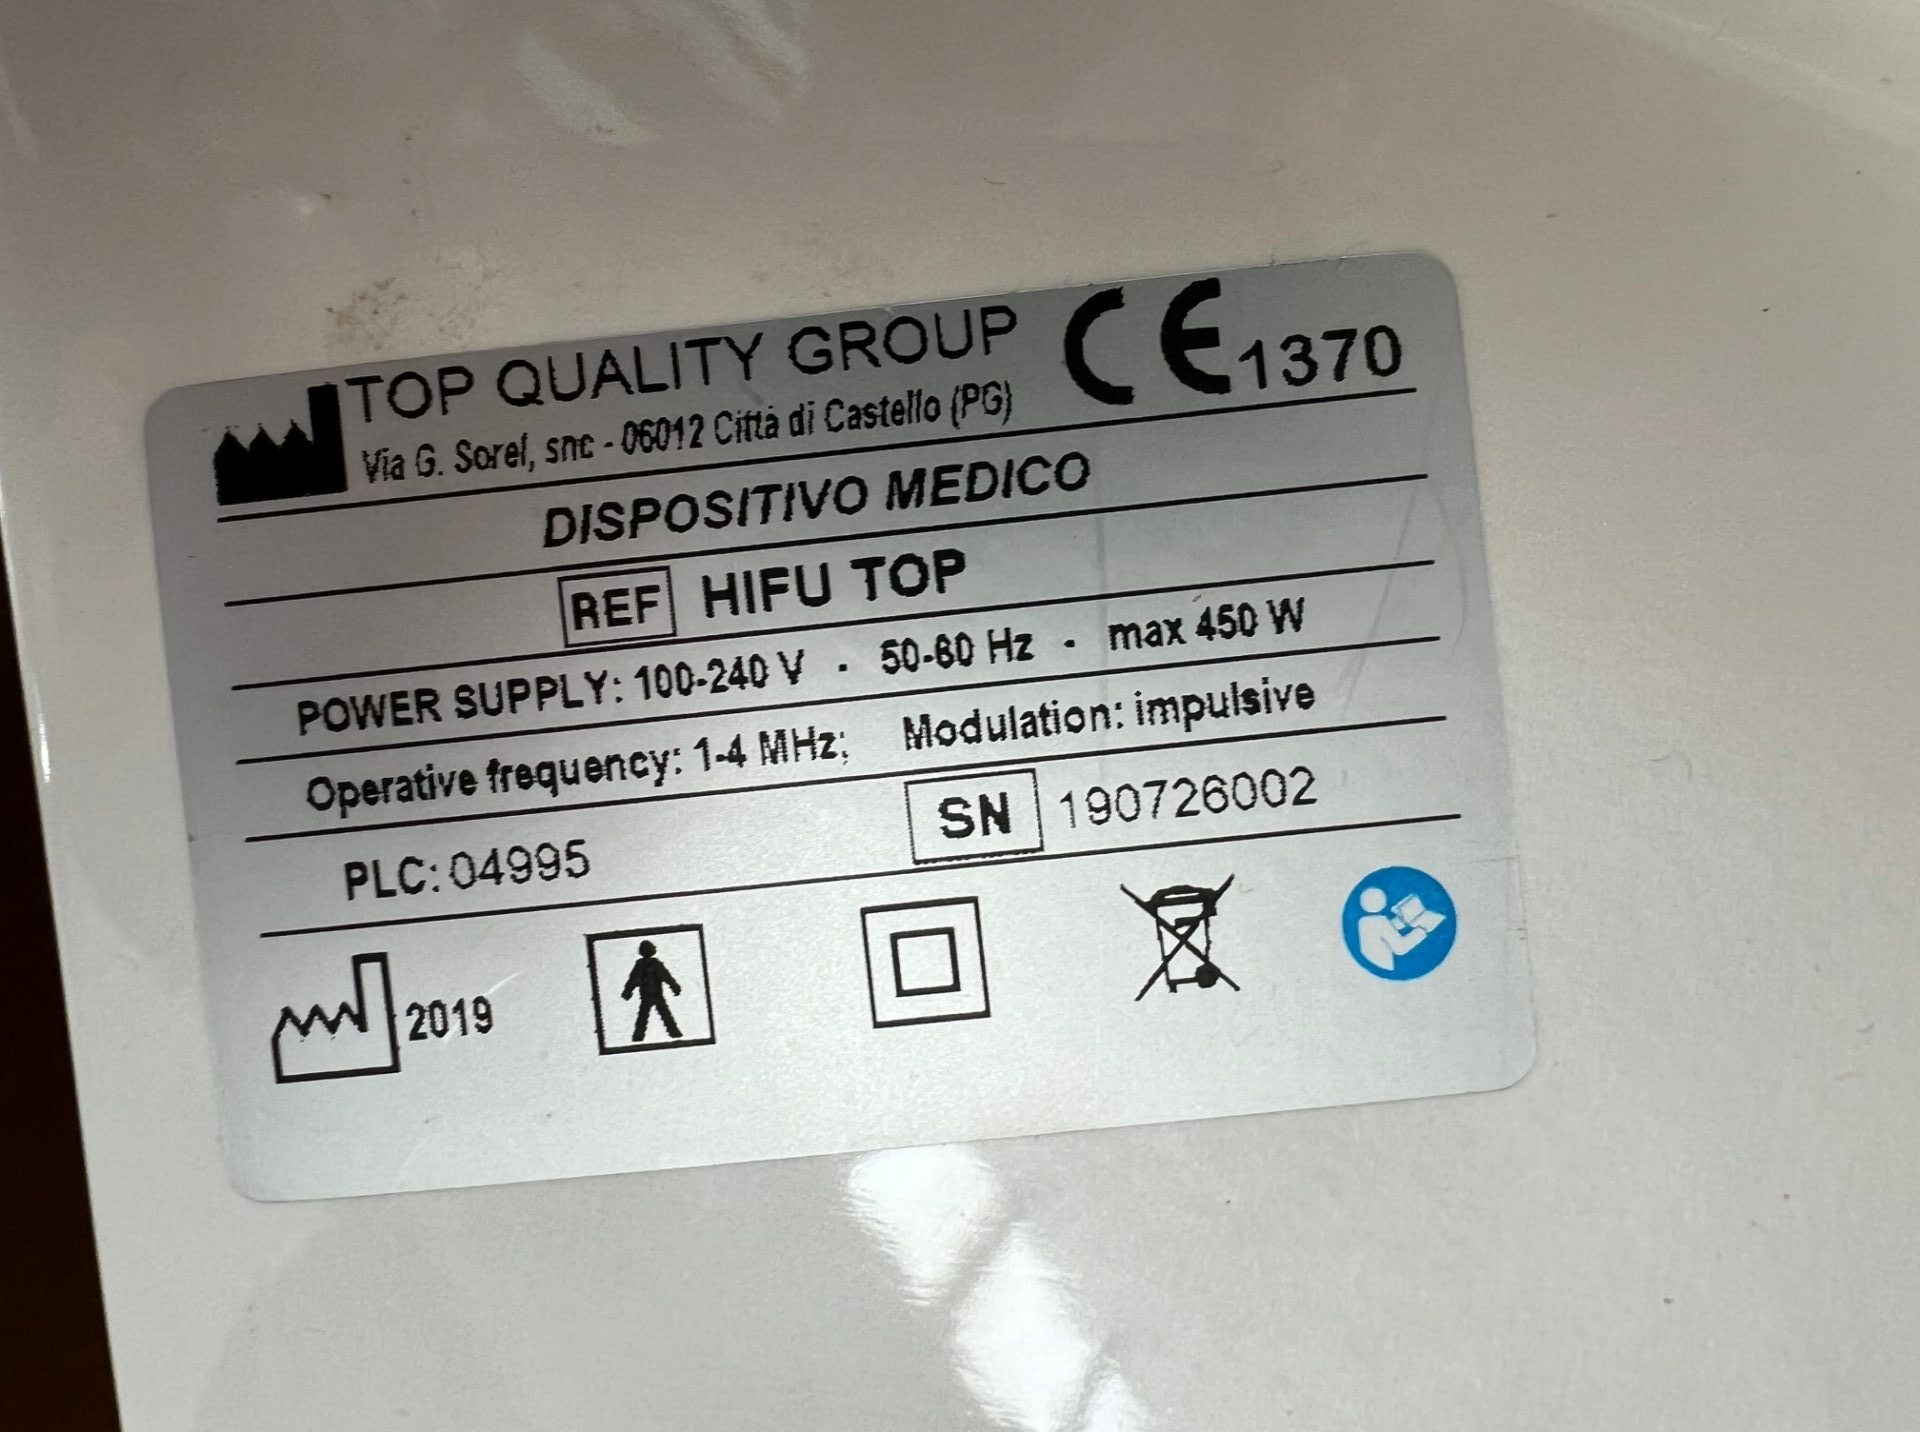 TOP QUALITY GROUP CE 1370
Via G. Sorel, snc - 06012 Città di Castello (PG)
DISPOSITIVO MEDICO
REF HIFU TOP
POWER SUPPLY: 100-240 V - 50-60 Hz - max 450 W
Operative frequency: 1-4 MHz; Modulation: impulsive
PLC: 04995 SN 190726002
2019